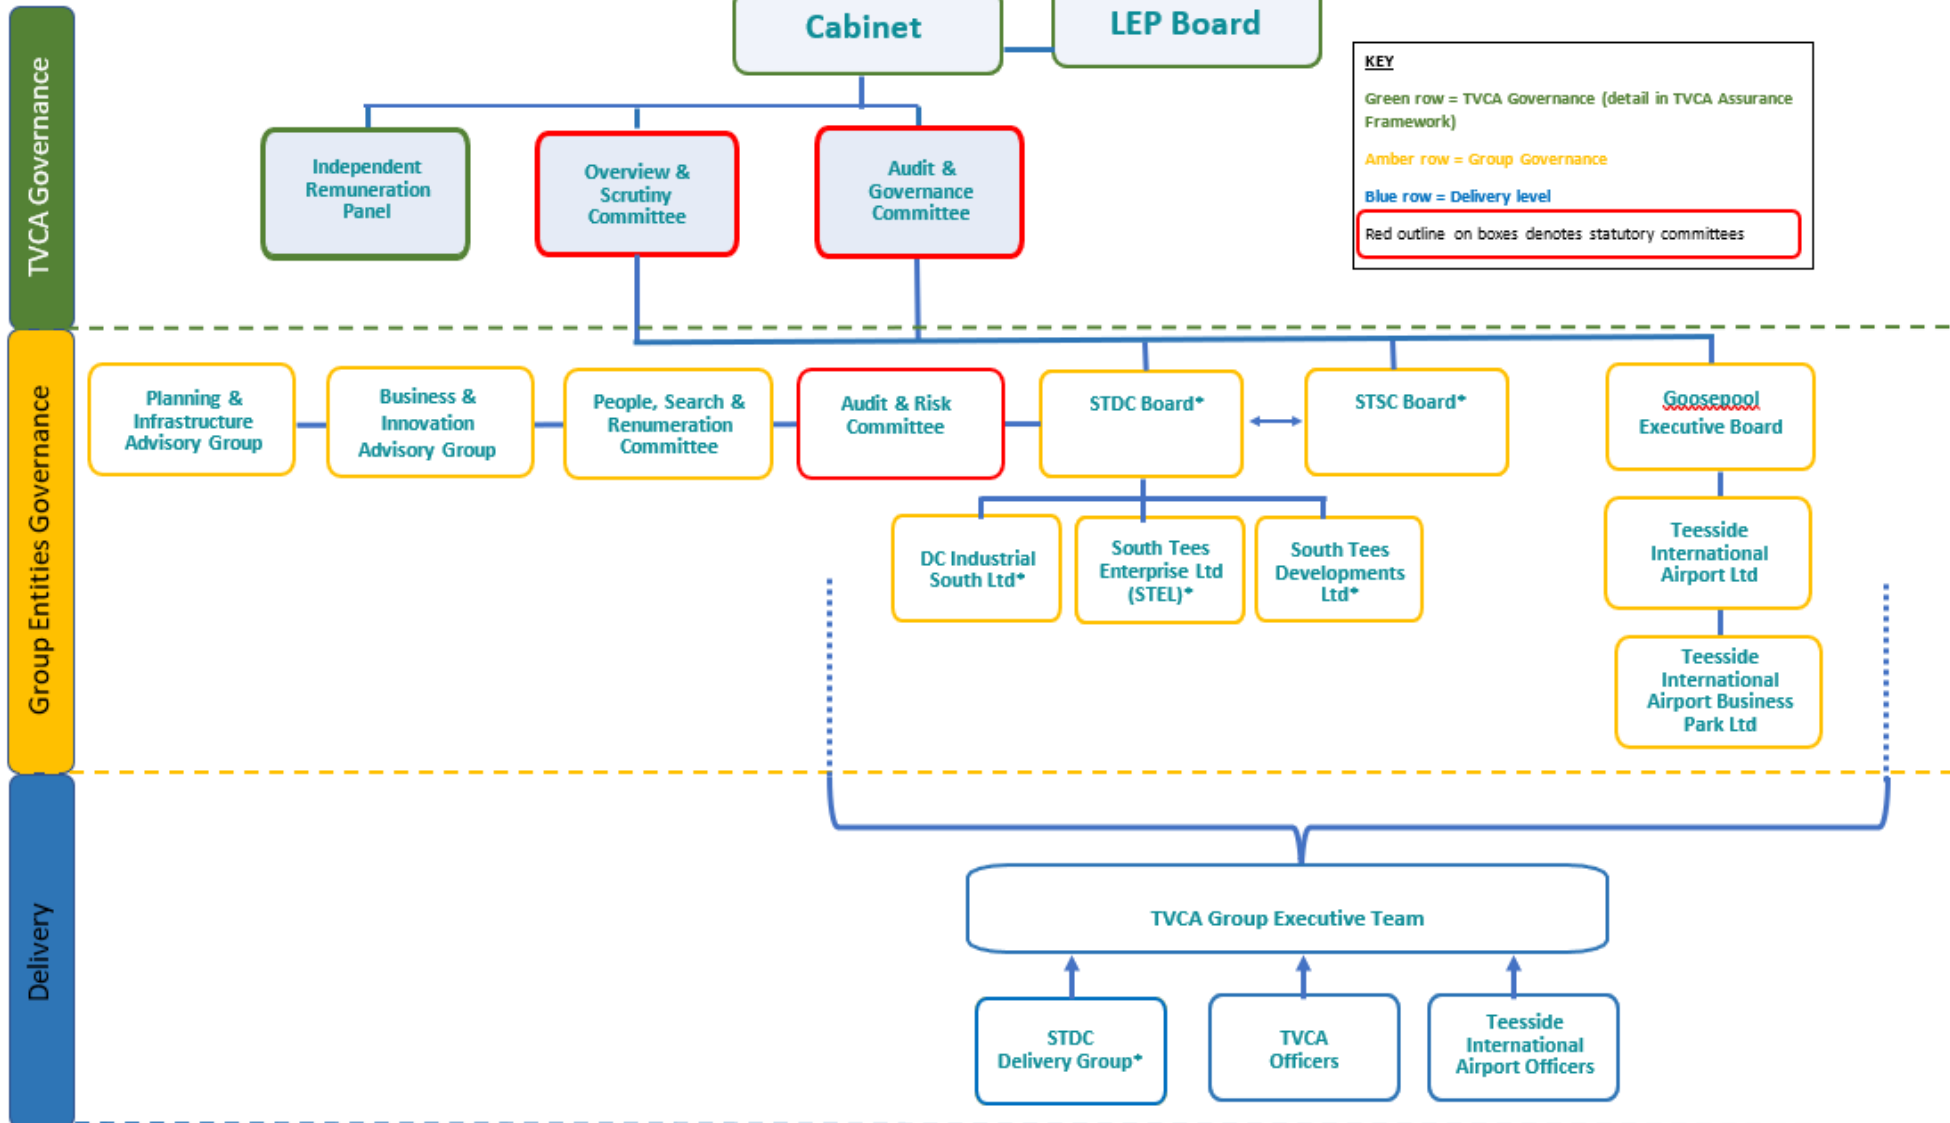 Cabinet
LEP Board
KEY
Green row = TVCA Governance (detail in TVCA Assurance
Framework)
Amber row = Group Governance
Blue row = Delivery level
Red outline on boxes denotes statutory committees
TVCA Governance
Independent
Remuneration
Panel
Overview &
Scrutiny
Committee
Audit &
Governance
Committee
Group Entities Governance
Planning &
Infrastructure
Advisory Group
Business &
Innovation
Advisory Group
People, Search &
Renumeration
Committee
Audit & Risk
Committee
STDC Board*
STSC Board*
Goosepool
Executive Board
DC Industrial
South Ltd*
South Tees
Enterprise Ltd
(STEL)*
South Tees
Developments
Ltd*
Teesside
International
Airport Ltd
Teesside
International
Airport Business
Park Ltd
Delivery
TVCA Group Executive Team
STDC
Delivery Group*
TVCA
Officers
Teesside
International
Airport Officers